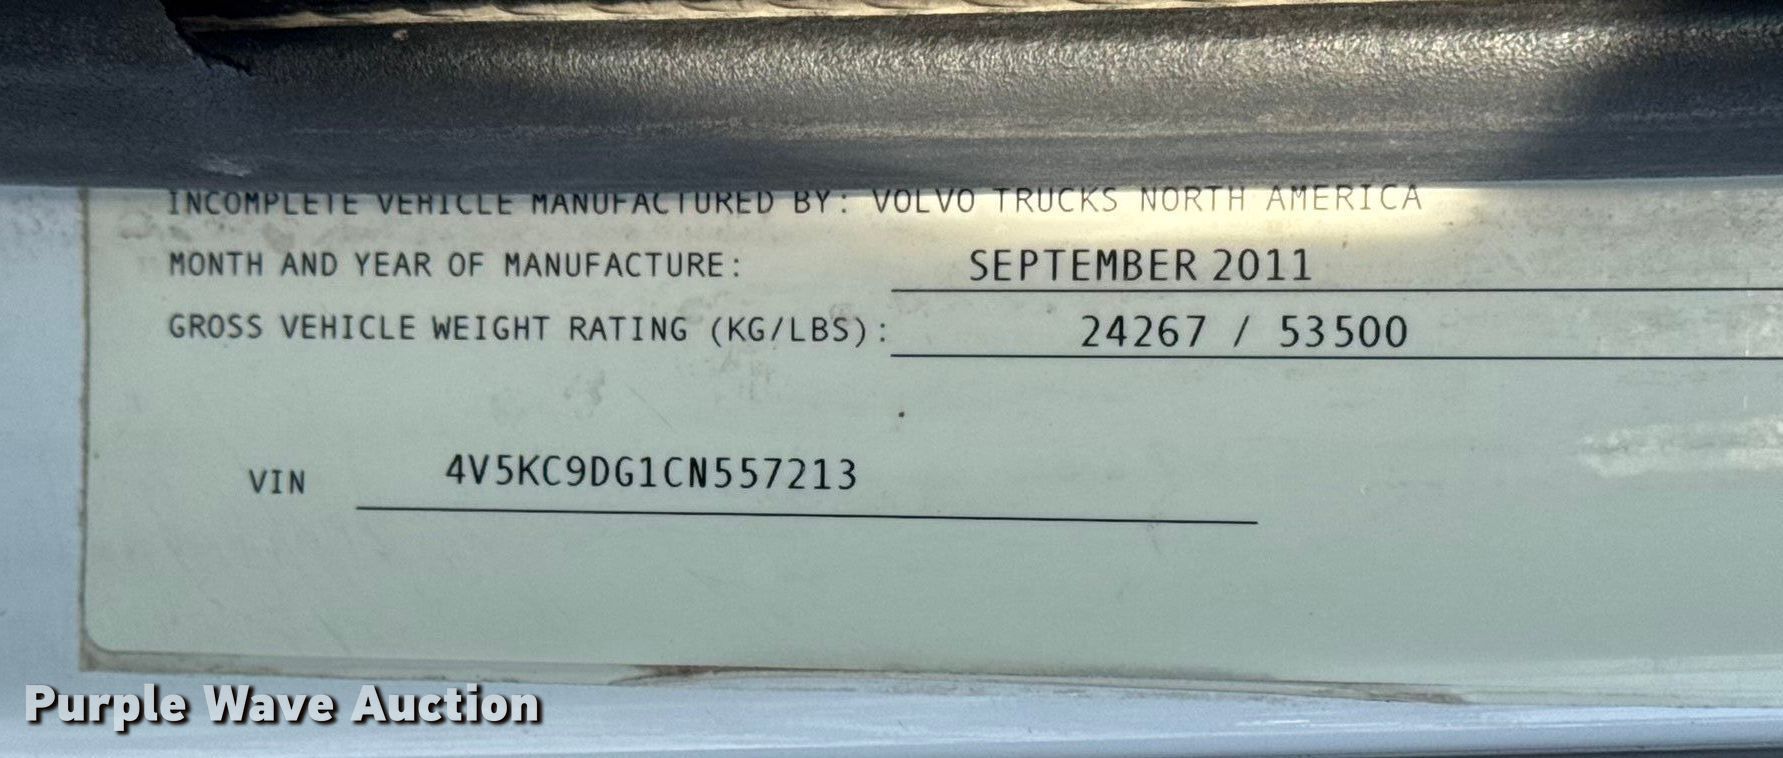 INCOMPLETE VEHICLE MANUFACTURED BY: VOLVO TRUCKS NORTH AMERICA
MONTH AND YEAR OF MANUFACTURE: SEPTEMBER 2011
GROSS VEHICLE WEIGHT RATING (KG/LBS): 24267 / 53500
VIN 4V5KC9DG1CN557213
Purple Wave Auction